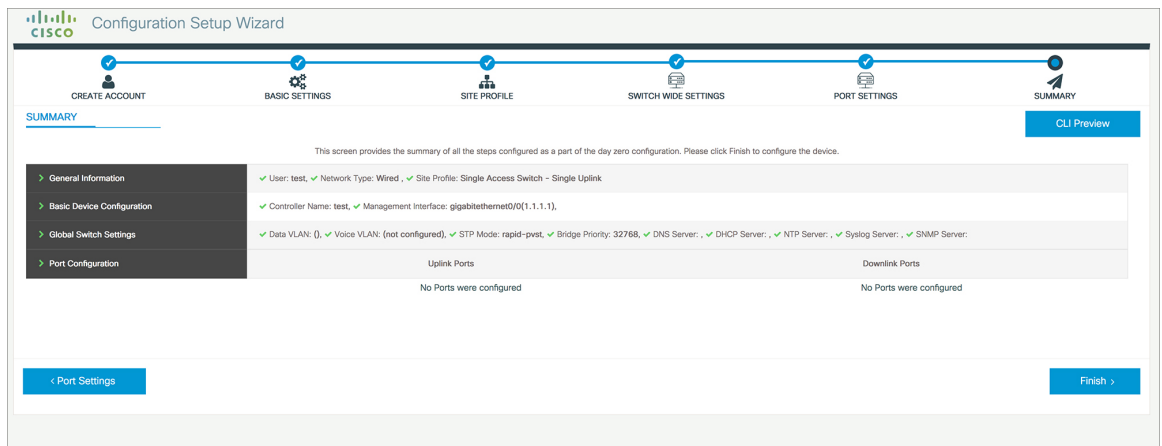 CISCO
Configuration Setup Wizard
CREATE ACCOUNT
BASIC SETTINGS
SITE PROFILE
SWITCH WIDE SETTINGS
PORT SETTINGS
SUMMARY
SUMMARY
CLI Preview
This screen provides the summary of all the steps configured as a part of the day zero configuration. Please click Finish to configure the device.
> General Information
✔ User: test, ✔ Network Type: Wired , ✔ Site Profile: Single Access Switch - Single Uplink
> Basic Device Configuration
✔ Controller Name: test, ✔ Management Interface: gigabitethernet0/0(1.1.1.1),
> Global Switch Settings
✔ Data VLAN: (), ✔ Voice VLAN: (not configured), ✔ STP Mode: rapid-pvst, ✔ Bridge Priority: 32768, ✔ DNS Server: , ✔ DHCP Server: , ✔ NTP Server: , ✔ Syslog Server: , ✔ SNMP Server:
> Port Configuration
Uplink Ports
Downlink Ports
No Ports were configured
No Ports were configured
< Port Settings
Finish >